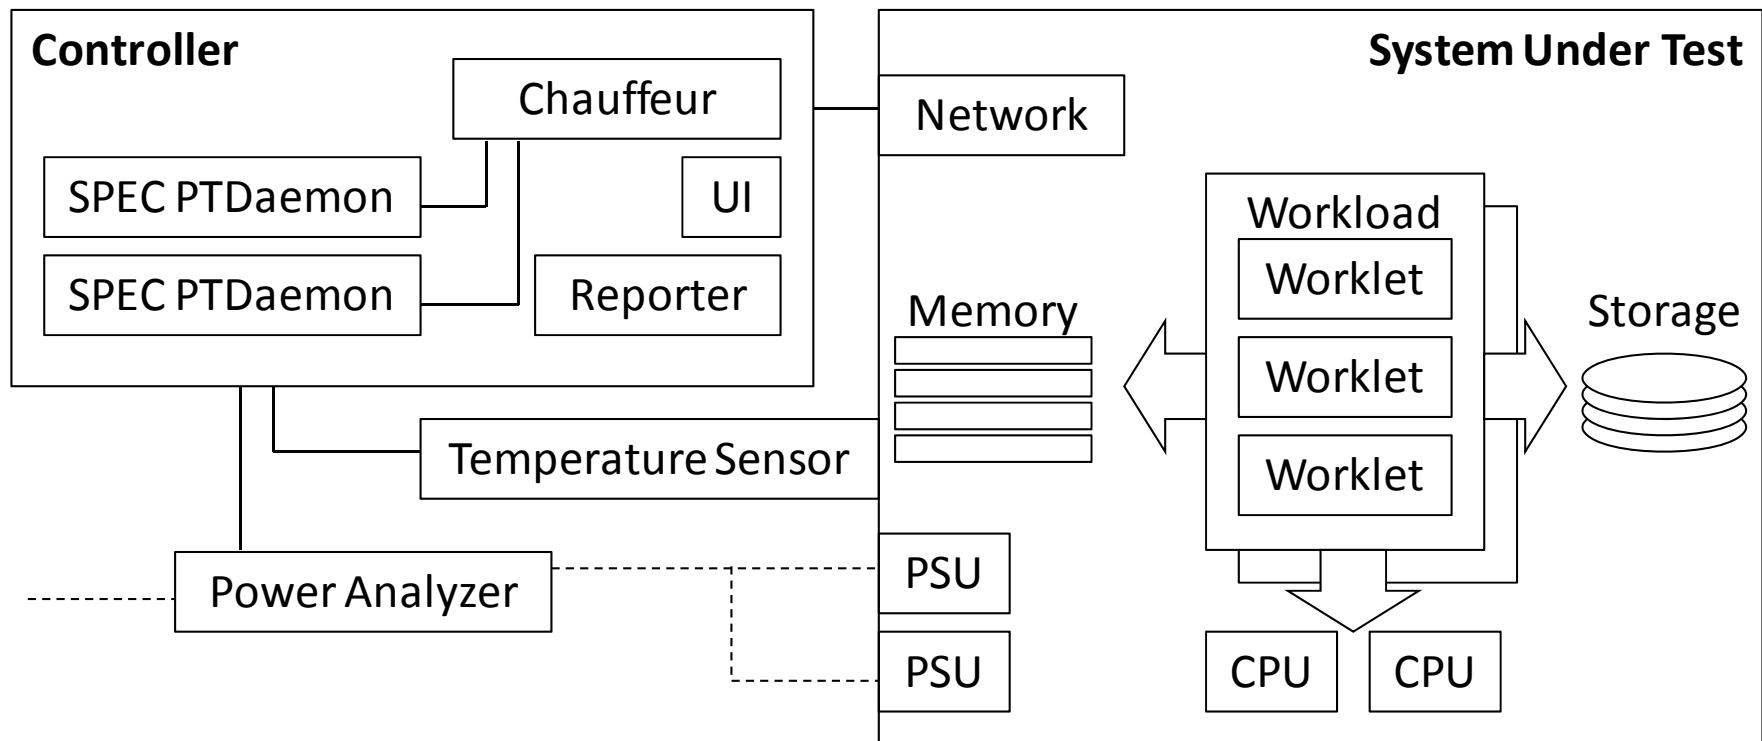 Controller
Chauffeur
SPEC PTDaemon
UI
SPEC PTDaemon
Reporter
Temperature Sensor
Power Analyzer
System Under Test
Network
Memory
Workload
Worklet
Worklet
Worklet
Storage
PSU
PSU
CPU
CPU